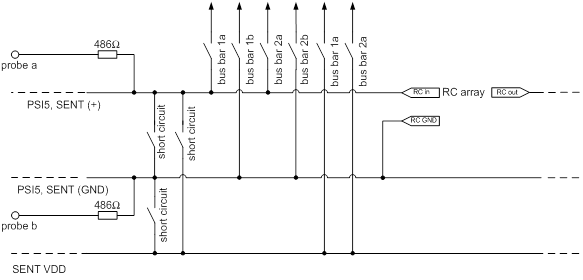 bus bar 1a
bus bar 1b
bus bar 2a
bus bar 2b
bus bar 1a
bus bar 2a
486Ω
probe a
RC in
RC array
RC out
PSI5, SENT (+)
short circuit
short circuit
RC GND
PSI5, SENT (GND)
486Ω
short circuit
probe b
SENT VDD